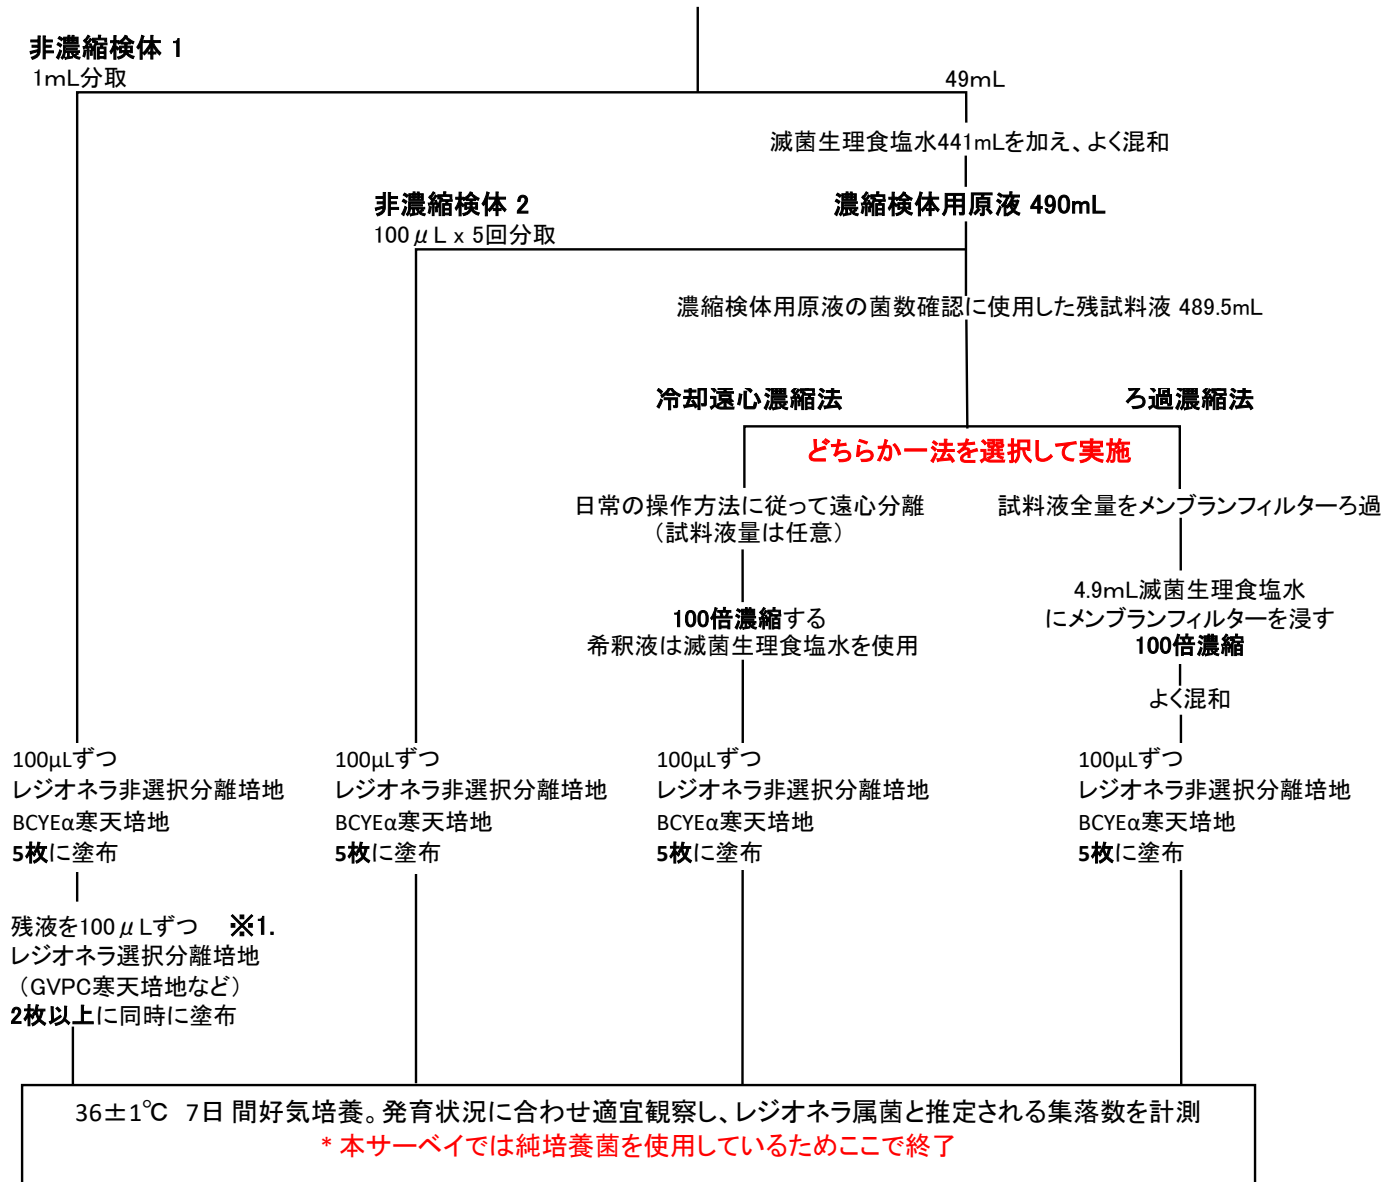 非濃縮検体 1
1mL分取
49mL
滅菌生理食塩水441mLを加え、よく混和
非濃縮検体 2
100μL x 5回分取
濃縮検体用原液 490mL
濃縮検体用原液の菌数確認に使用した残試料液 489.5mL
冷却遠心濃縮法
ろ過濃縮法
どちらか一法を選択して実施
日常の操作方法に従って遠心分離
（試料液量は任意）
100倍濃縮する
希釈液は滅菌生理食塩水を使用
試料液全量をメンブランフィルターろ過
4.9mL滅菌生理食塩水
にメンブランフィルターを浸す
100倍濃縮
よく混和
100μLずつ
レジオネラ非選択分離培地
BCYEα寒天培地
5枚に塗布
残液を100μLずつ ※1.
レジオネラ選択分離培地
（GVPC寒天培地など）
2枚以上に同時に塗布
100μLずつ
レジオネラ非選択分離培地
BCYEα寒天培地
5枚に塗布
100μLずつ
レジオネラ非選択分離培地
BCYEα寒天培地
5枚に塗布
100μLずつ
レジオネラ非選択分離培地
BCYEα寒天培地
5枚に塗布
36±1℃ 7日 間好気培養。発育状況に合わせ適宜観察し、レジオネラ属菌と推定される集落数を計測
* 本サーベイでは純培養菌を使用しているためここで終了